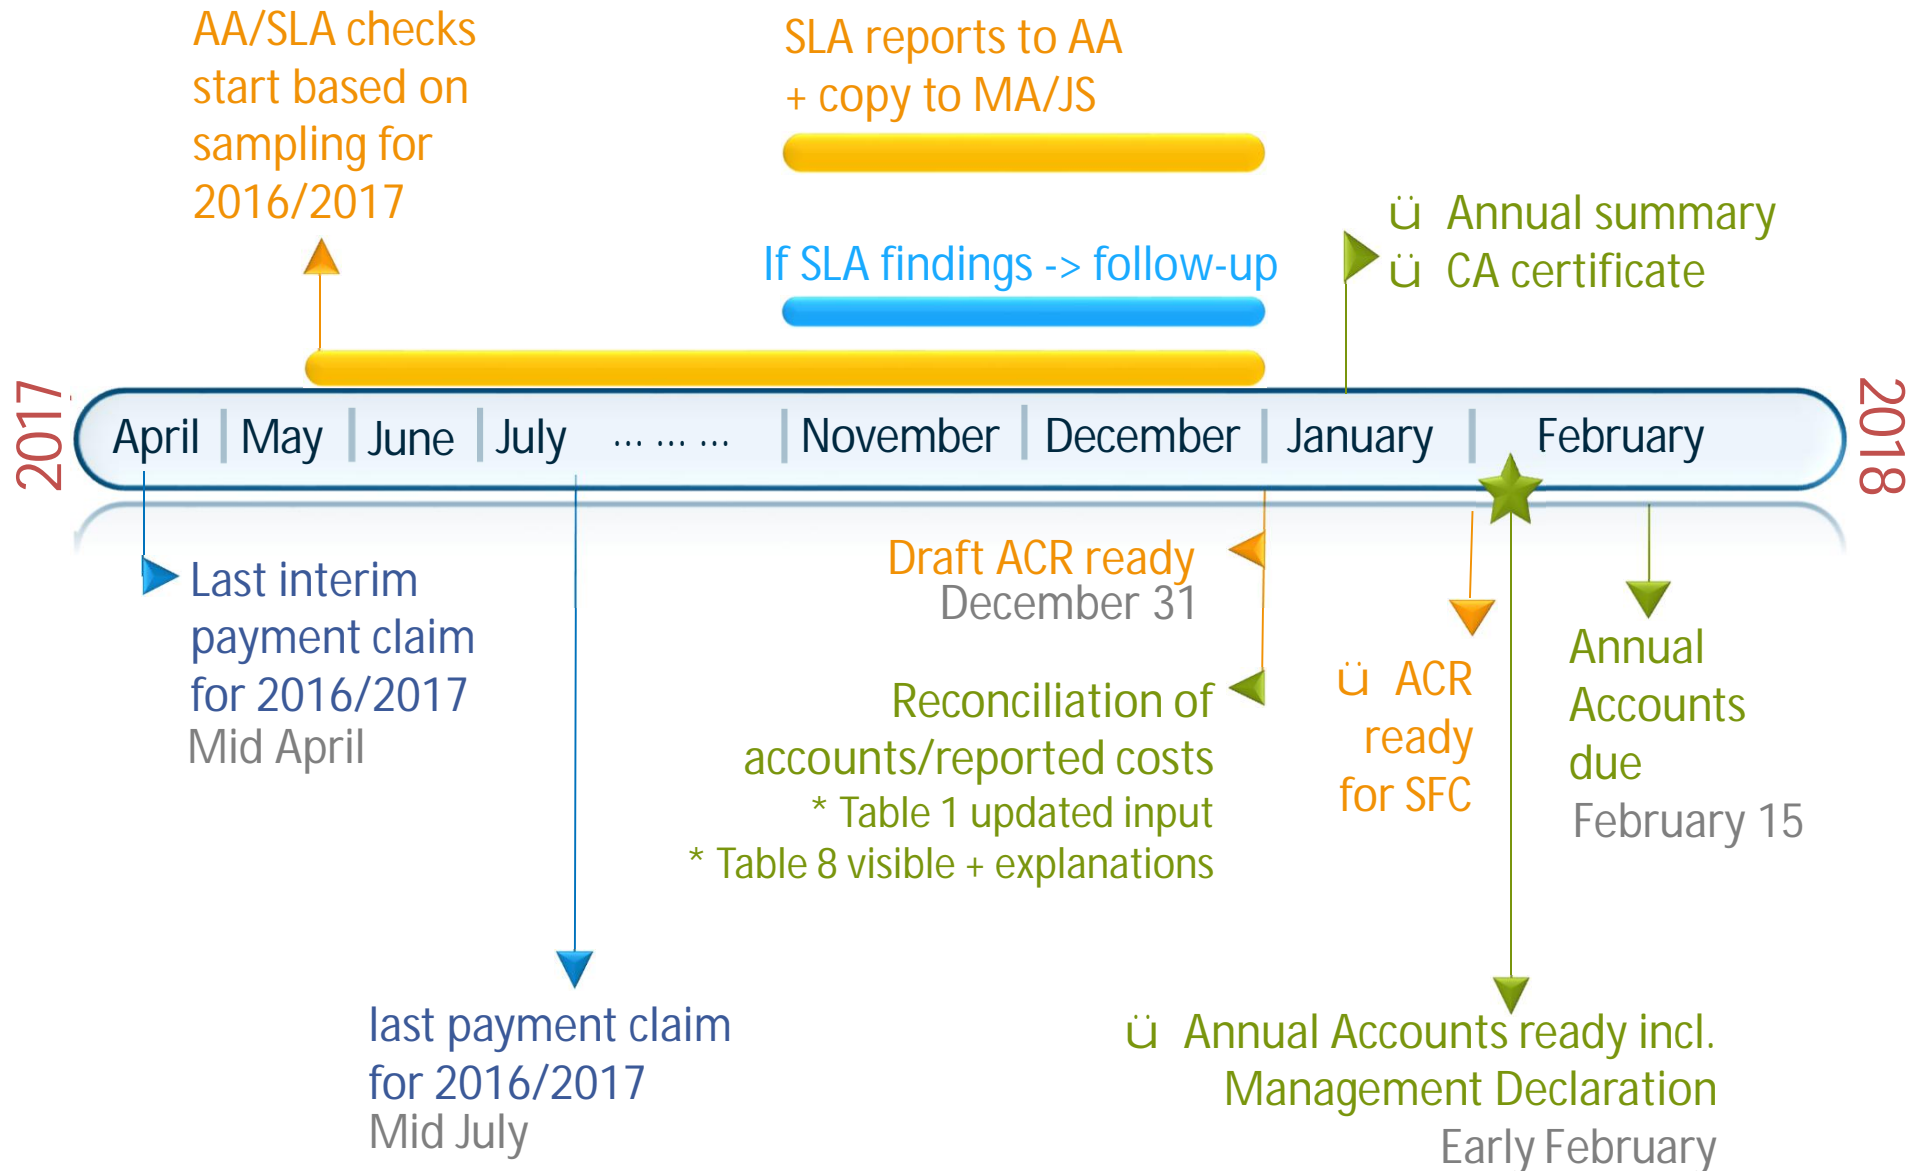 AA/SLA checks
start based on
sampling for
2016/2017
SLA reports to AA
+ copy to MA/JS
If SLA findings -> follow-up
ü Annual summary
ü CA certificate
2017
April | May | June | July ... ... ... | November | December | January | February
2018
Last interim
payment claim
for 2016/2017
Mid April
last payment claim
for 2016/2017
Mid July
Draft ACR ready
December 31
Reconciliation of
accounts/reported costs
* Table 1 updated input
* Table 8 visible + explanations
ü ACR
ready
for SFC
Annual
Accounts
due
February 15
ü Annual Accounts ready incl.
Management Declaration
Early February